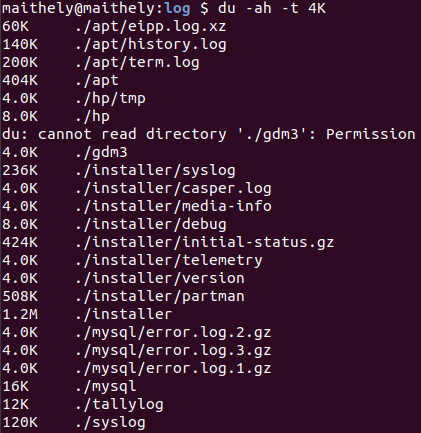 maithely@maithely:log $ du -ah -t 4K
60K ./apt/eipp.log.xz
140K ./apt/history.log
200K ./apt/term.log
404K ./apt
4.0K ./hp/tmp
8.0K ./hp
du: cannot read directory './gdm3': Permission
4.0K ./gdm3
236K ./installer/syslog
4.0K ./installer/casper.log
4.0K ./installer/media-info
8.0K ./installer/debug
424K ./installer/initial-status.gz
4.0K ./installer/telemetry
4.0K ./installer/version
508K ./installer/partman
1.2M ./installer
4.0K ./mysql/error.log.2.gz
4.0K ./mysql/error.log.3.gz
4.0K ./mysql/error.log.1.gz
16K ./mysql
12K ./tallylog
120K ./syslog